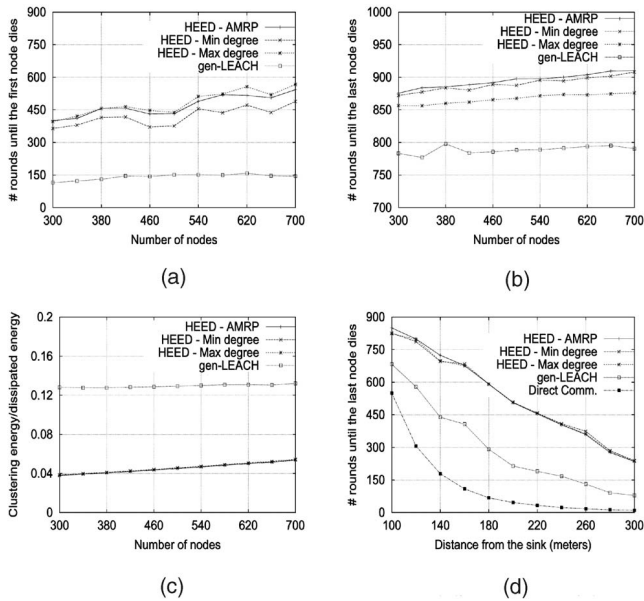 # rounds until the first node dies
900
750
600
450
300
150
0
HEED - AMRP
HEED - Min degree
HEED - Max degree
gen-LEACH
300 380 460 540 620 700
Number of nodes
(a)
# rounds until the last node dies
1000
950
900
850
800
750
700
HEED - AMRP
HEED - Min degree
HEED - Max degree
gen-LEACH
300 380 460 540 620 700
Number of nodes
(b)
Clustering energy/dissipated energy
0.2
0.16
0.12
0.08
0.04
0
HEED - AMRP
HEED - Min degree
HEED - Max degree
gen-LEACH
300 380 460 540 620 700
Number of nodes
(c)
# rounds until the last node dies
900
750
600
450
300
150
0
HEED - AMRP
HEED - Min degree
HEED - Max degree
gen-LEACH
Direct Comm.
100 140 180 220 260 300
Distance from the sink (meters)
(d)